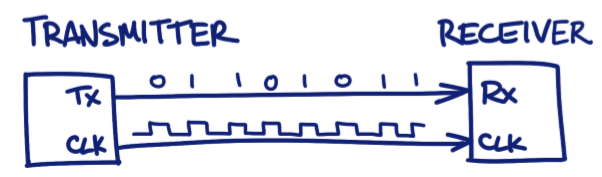 TRANSMITTER RECEIVER
Tx 0 1 1 0 1 0 1 1 Rx
CLK CLK